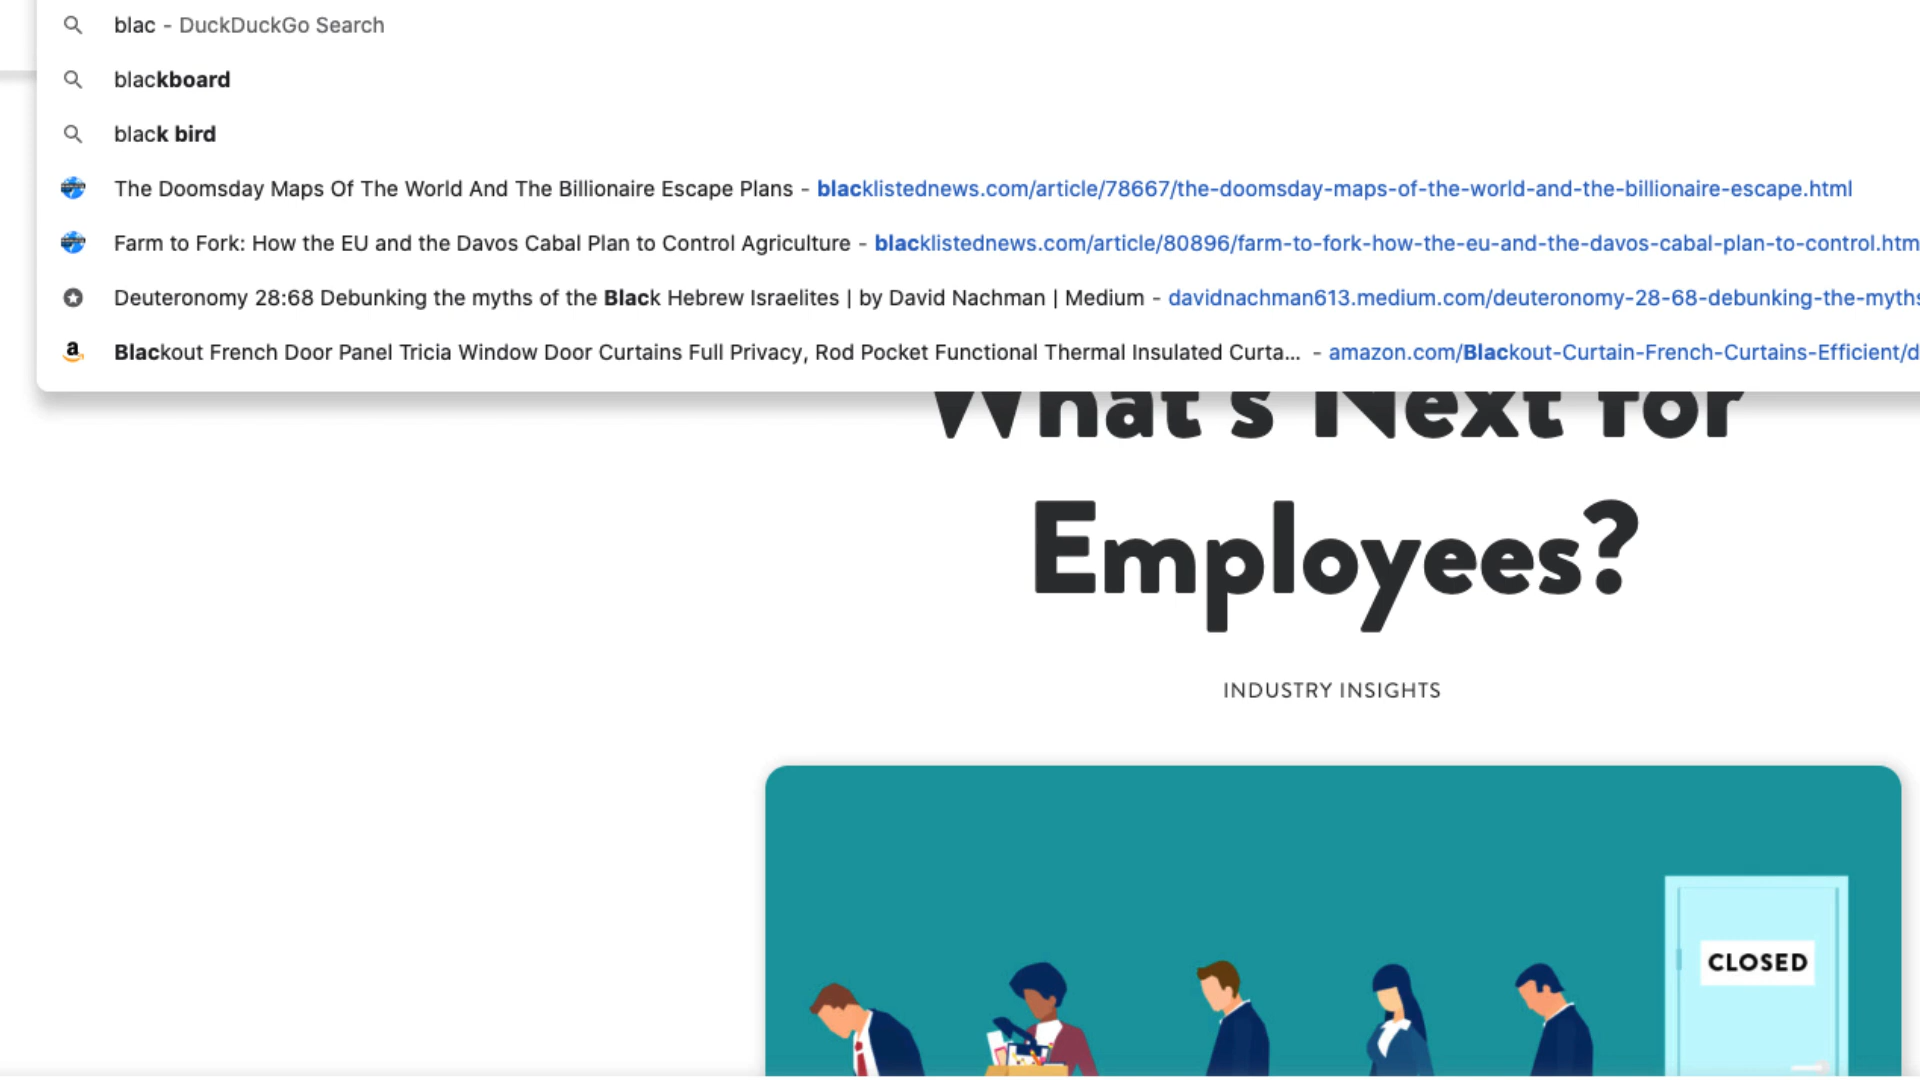 blac - DuckDuckGo Search
blackboard
black bird
The Doomsday Maps Of The World And The Billionaire Escape Plans - blacklistednews.com/article/78667/the-doomsday-maps-of-the-world-and-the-billionaire-escape.html
Farm to Fork: How the EU and the Davos Cabal Plan to Control Agriculture - blacklistednews.com/article/80896/farm-to-fork-how-the-eu-and-the-davos-cabal-plan-to-control.htm
Deuteronomy 28:68 Debunking the myths of the Black Hebrew Israelites | by David Nachman | Medium - davidnachman613.medium.com/deuteronomy-28-68-debunking-the-myths
Blackout French Door Panel Tricia Window Door Curtains Full Privacy, Rod Pocket Functional Thermal Insulated Curta... - amazon.com/Blackout-Curtain-French-Curtains-Efficient/d
What's Next for
Employees?
INDUSTRY INSIGHTS
CLOSED